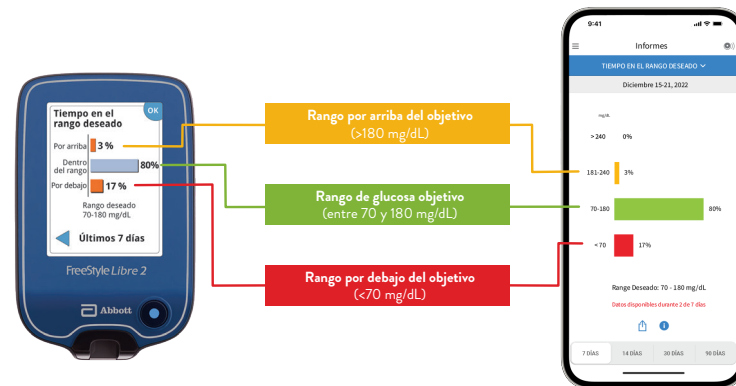 Tiempo en el
rango deseado
OK
Por arriba
3 %
Dentro
del rango
80%
Por debajo
17 %
Rango deseado
70-180 mg/dL
Últimos 7 días
FreeStyle Libre 2
Abbott
Rango por arriba del objetivo
(>180 mg/dL)
Rango de glucosa objetivo
(entre 70 y 180 mg/dL)
Rango por debajo del objetivo
(<70 mg/dL)
9:41
Informes
TIEMPO EN EL RANGO DESEADO
Diciembre 15-21, 2022
mg/dL
>240 0%
181-240 3%
70-180 80%
<70 17%
Range Deseado: 70 - 180 mg/dL
Datos disponibles durante 2 de 7 días
7 DÍAS 14 DÍAS 30 DÍAS 90 DÍAS